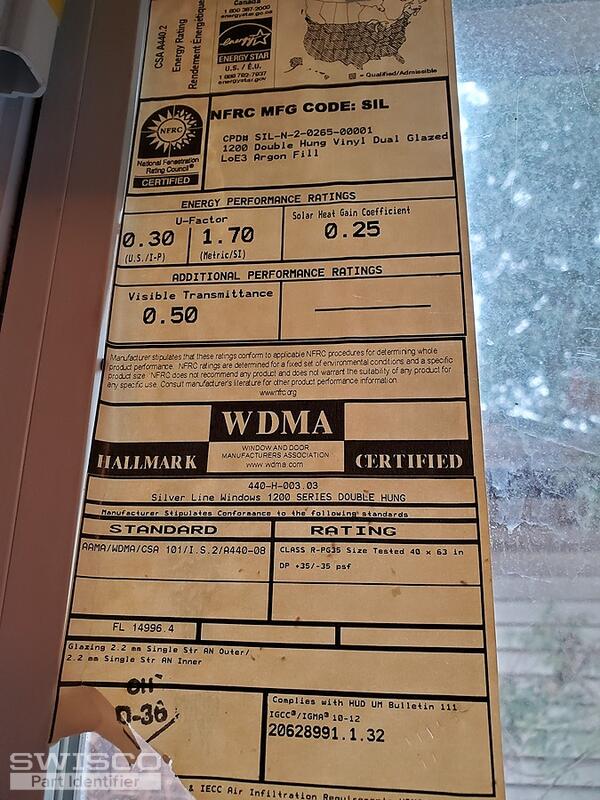 CSA A440.2
Energy Rating
Rendement Energétique
Canada
1 800 387-2000
energystar.gc.ca
energy
ENERGY STAR
U.S. / É.U.
1 888 782-7937
energystar.gov
- Qualified/Admissible
NFRC
National Fenestration
Rating Council®
CERTIFIED
NFRC MFG CODE: SIL
CPD# SIL-N-2-0265-00001
1200 Double Hung Vinyl Dual Glazed
LoE3 Argon Fill
ENERGY PERFORMANCE RATINGS
U-Factor
0.30 1.70
(U.S./I-P) (Metric/SI)
Solar Heat Gain Coefficient
0.25
ADDITIONAL PERFORMANCE RATINGS
Visible Transmittance
0.50
Manufacturer stipulates that these ratings conform to applicable NFRC procedures for determining whole
product performance. NFRC ratings are determined for a fixed set of environmental conditions and a specific
product size. NFRC does not recommend any product and does not warrant the suitability of any product for
any specific use. Consult manufacturer's literature for other product performance information.
www.nfrc.org
WDMA
WINDOW AND DOOR
MANUFACTURERS ASSOCIATION
www.wdma.com
HALLMARK CERTIFIED
440-H-003.03
Silver Line Windows 1200 SERIES DOUBLE HUNG
Manufacturer Stipulates Conformance to the following standards
STANDARD RATING
AAMA/WDMA/CSA 101/I.S.2/A440-08
CLASS R-PG35 Size Tested 40 x 63 in
DP +35/-35 psf
FL 14996.4
Glazing 2.2 mm Single Str AN Outer/
2.2 mm Single Str AN Inner
Complies with HUD UM Bulletin 111
IGCC®/IGMA® 10-12
20628991.1.32
& IECC Air Infiltration Requirements
SWISCO
Part Identifier